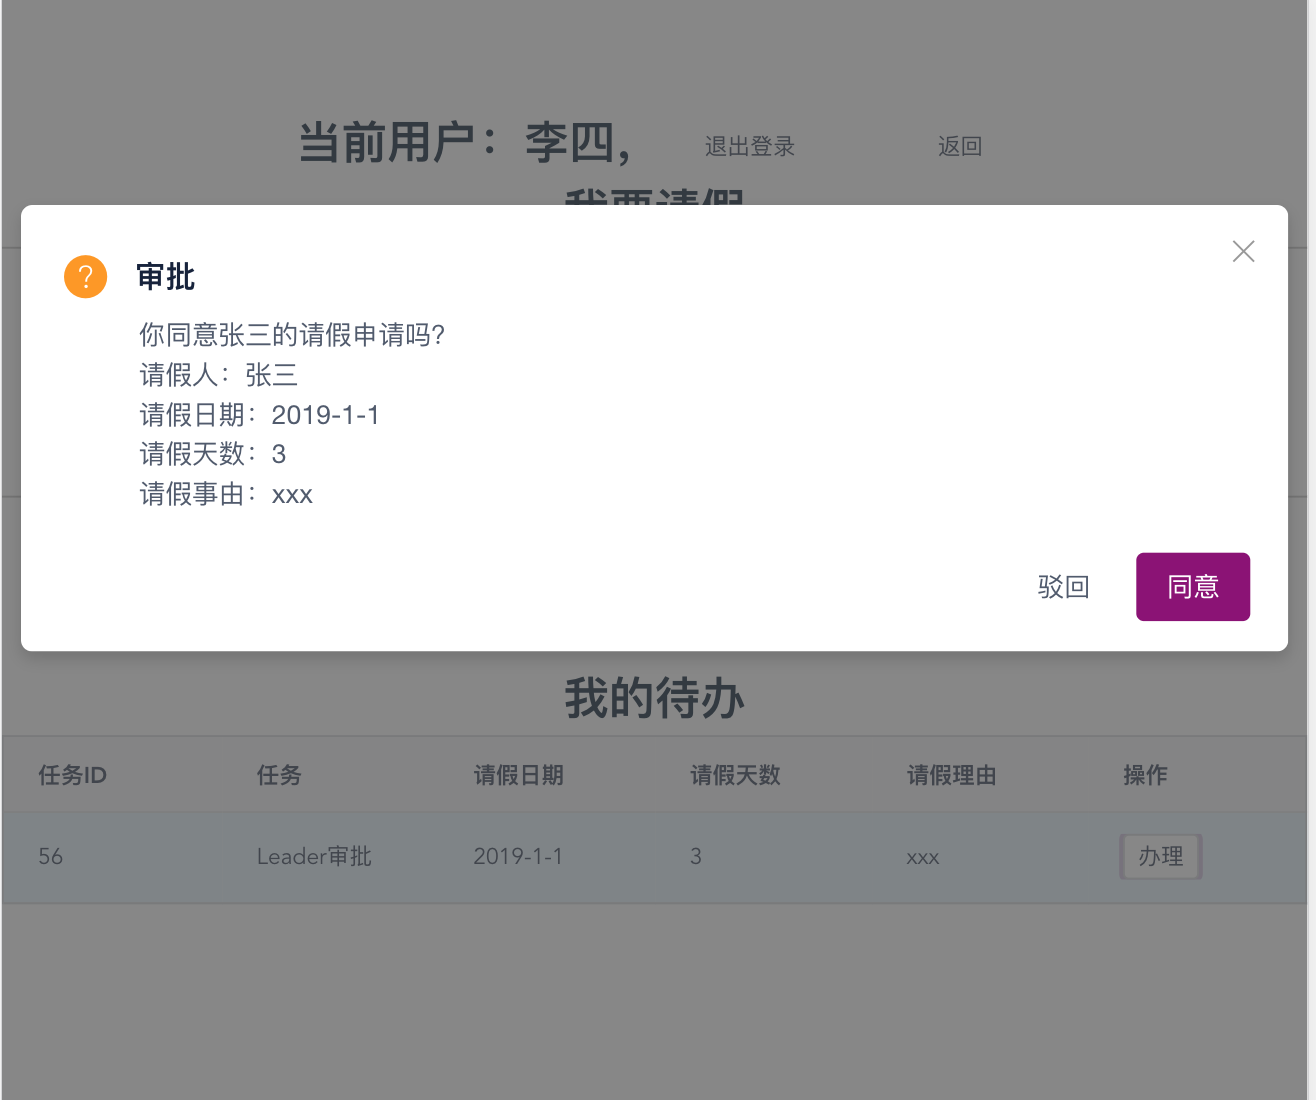 当前用户：李四， 退出登录 返回
我要请假
?
审批
你同意张三的请假申请吗?
请假人：张三
请假日期：2019-1-1
请假天数：3
请假事由：xxx
驳回 同意
我的待办
任务ID 任务 请假日期 请假天数 请假理由 操作
56 Leader审批 2019-1-1 3 xxx 办理